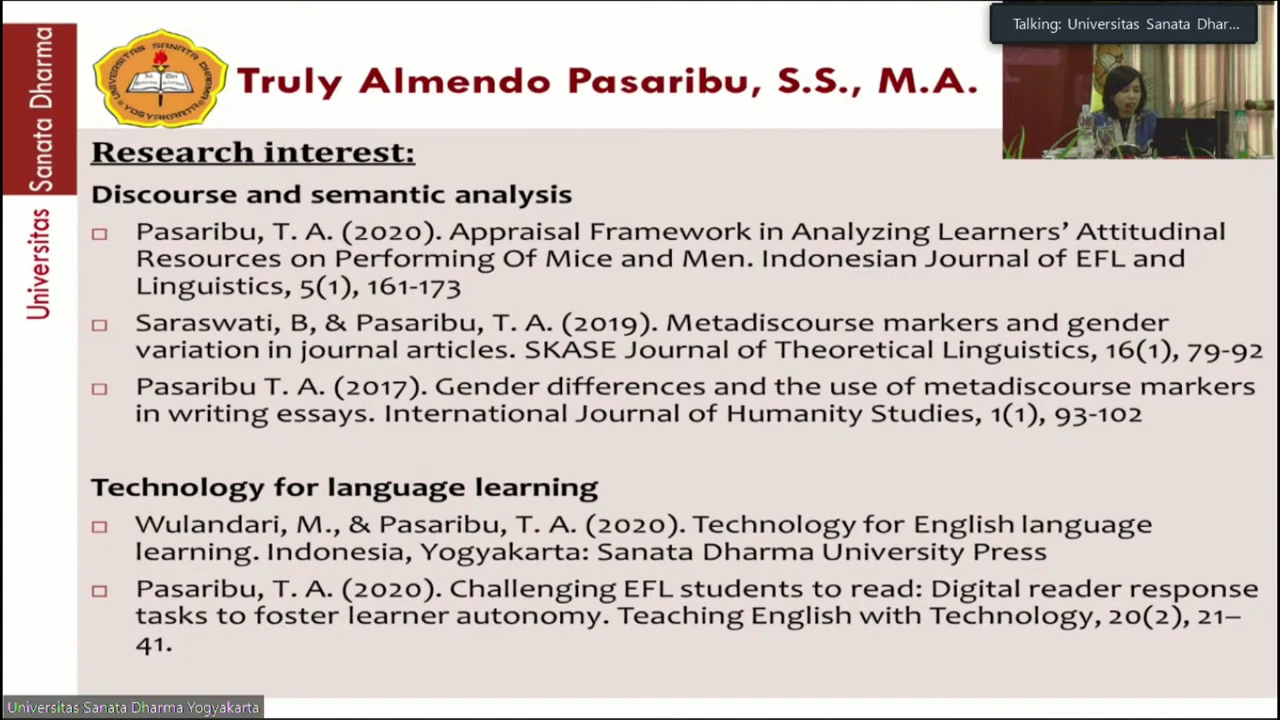 Talking: Universitas Sanata Dhar...
Universitas Sanata Dharma
UNIVERSITAS SANATA DHARMA
YOGYAKARTA
Truly Almendo Pasaribu, S.S., M.A.
Research interest:
Discourse and semantic analysis
Pasaribu, T. A. (2020). Appraisal Framework in Analyzing Learners’ Attitudinal
Resources on Performing Of Mice and Men. Indonesian Journal of EFL and
Linguistics, 5(1), 161-173
Saraswati, B, & Pasaribu, T. A. (2019). Metadiscourse markers and gender
variation in journal articles. SKASE Journal of Theoretical Linguistics, 16(1), 79-92
Pasaribu T. A. (2017). Gender differences and the use of metadiscourse markers
in writing essays. International Journal of Humanity Studies, 1(1), 93-102
Technology for language learning
Wulandari, M., & Pasaribu, T. A. (2020). Technology for English language
learning. Indonesia, Yogyakarta: Sanata Dharma University Press
Pasaribu, T. A. (2020). Challenging EFL students to read: Digital reader response
tasks to foster learner autonomy. Teaching English with Technology, 20(2), 21–
41.
Universitas Sanata Dharma Yogyakarta